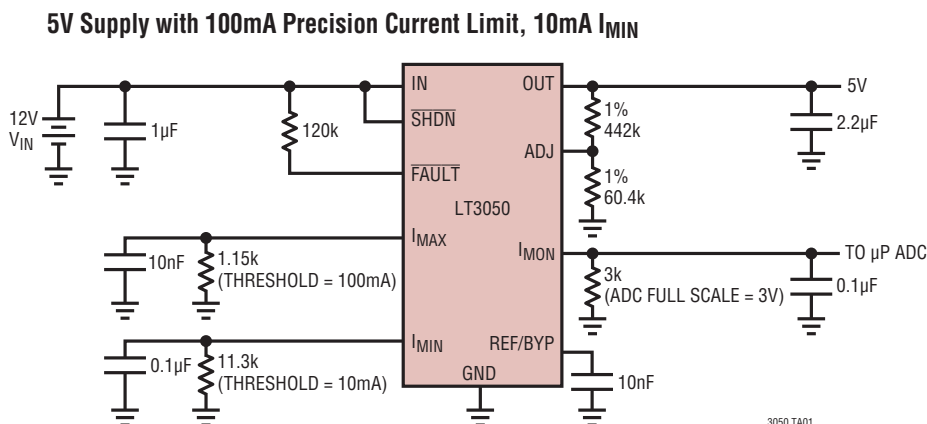 5V Supply with 100mA Precision Current Limit, 10mA IMIN
IN
OUT
5V
12V
VIN
1µF
120k
SHDN
1%
442k
2.2µF
ADJ
FAULT
1%
60.4k
LT3050
IMAX
IMON
TO µP ADC
10nF
1.15k
(THRESHOLD = 100mA)
3k
(ADC FULL SCALE = 3V)
0.1µF
IMIN
REF/BYP
0.1µF
11.3k
(THRESHOLD = 10mA)
GND
10nF
3050 TA01